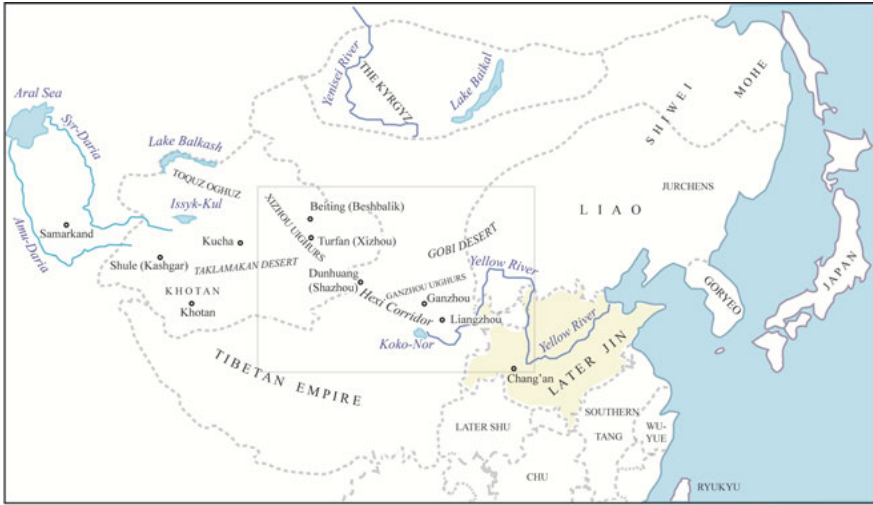 Aral Sea
Syr-Daria
Amu-Daria
Samarkand
Lake Balkash
TOQUZ OGHUZ
Issyk-Kul
Kucha
Shule (Kashgar)
TAKLAMAKAN DESERT
KHOTAN
Khotan
Yenisei River
THE KYRGYZ
Lake Baikal
Beiting (Beshbalik)
XIZHOU UIGHURS
Turfan (Xizhou)
Dunhuang
(Shazhou)
GOBI DESERT
GANZHOU UIGHURS
Ganzhou
Hexi Corridor
Liangzhou
Koko-Nor
Yellow River
Yellow River
LATER JIN
Chang'an
TIBETAN EMPIRE
SHIWEI
MOHE
JURCHENS
LIAO
GORYEO
JAPAN
LATER SHU
SOUTHERN
TANG
WU-
YUE
CHU
RYUKYU